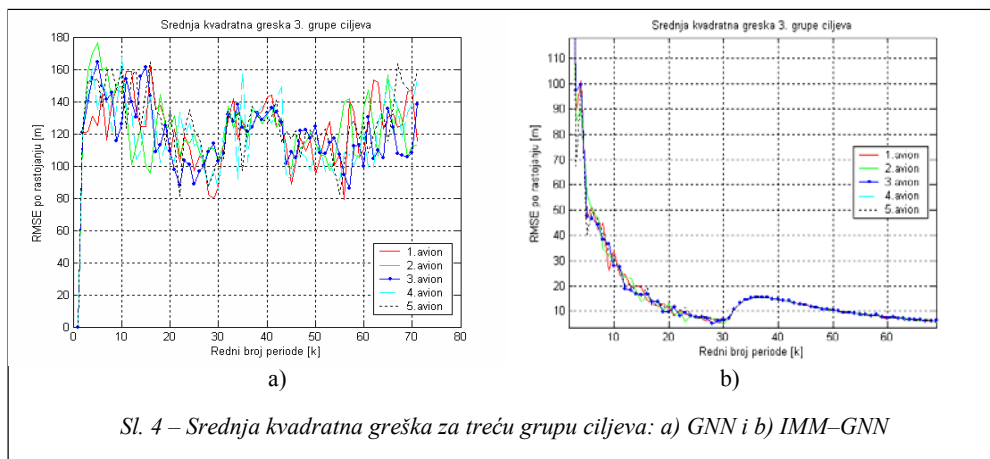 Srednja kvadratna greska 3. grupe ciljeva
RMSE po rastojanju [m]
180
160
140
120
100
80
60
40
20
0
0 10 20 30 40 50 60 70 80
Redni broj periode [k]
1.avion
2.avion
3.avion
4.avion
5.avion
a)
Srednja kvadratna greska 3. grupe ciljeva
RMSE po rastojanju [m]
110
100
90
80
70
60
50
40
30
20
10
10 20 30 40 50 60
Redni broj periode [k]
1.avion
2.avion
3.avion
4.avion
5.avion
b)
Sl. 4 – Srednja kvadratna greška za treću grupu ciljeva: a) GNN i b) IMM–GNN